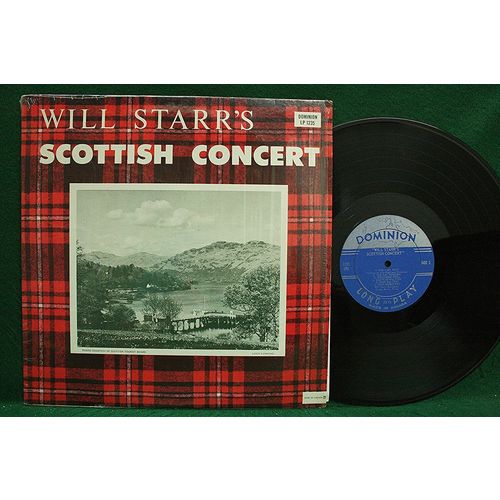 WILL STARR'S
DOMINION
LP 1235
SCOTTISH CONCERT
DOMINION
"WILL STARR'S
SCOTTISH CONCERT"
SIDE 1
LONG PLAY